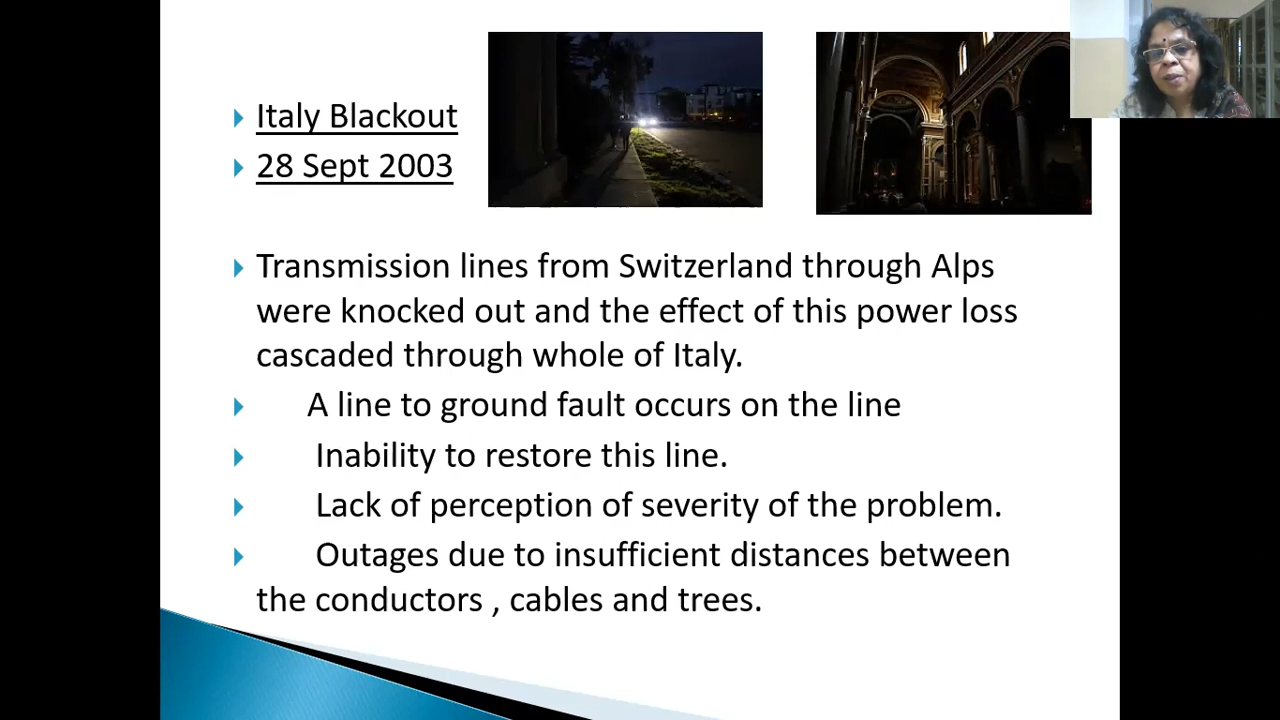 Italy Blackout
28 Sept 2003
Transmission lines from Switzerland through Alps
were knocked out and the effect of this power loss
cascaded through whole of Italy.
A line to ground fault occurs on the line
Inability to restore this line.
Lack of perception of severity of the problem.
Outages due to insufficient distances between
the conductors , cables and trees.